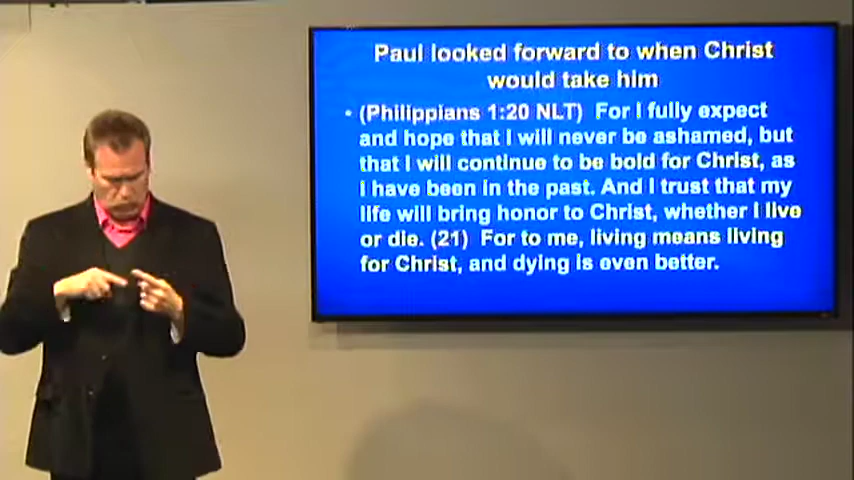 Paul looked forward to when Christ
would take him
• (Philippians 1:20 NLT) For I fully expect
and hope that I will never be ashamed, but
that I will continue to be bold for Christ, as
I have been in the past. And I trust that my
life will bring honor to Christ, whether I live
or die. (21) For to me, living means living
for Christ, and dying is even better.